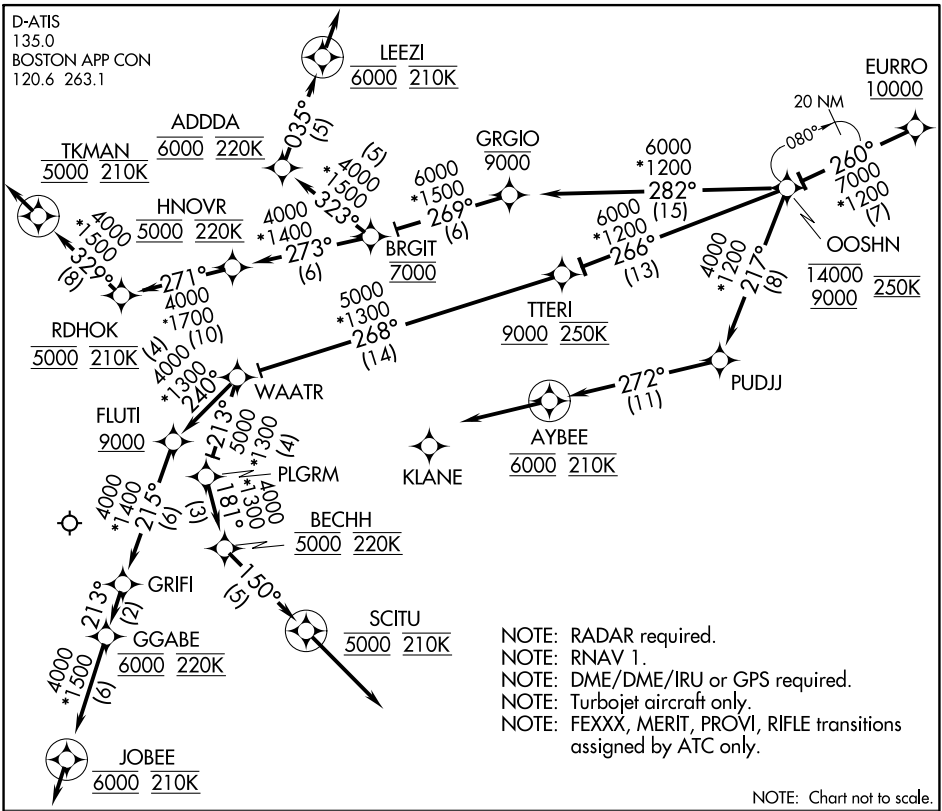 D-ATIS
135.0
BOSTON APP CON
120.6 263.1
LEEZI
6000 210K
EURRO
10000
20 NM
080°
260°
7000
*1200
(7)
ADDDA
6000 220K
035°
(5)
TKMAN
5000 210K
GRGIO
9000
6000
*1200
282°
(15)
(5)
4000
*1500
323°
6000
*1500
269°
(6)
HNOVR
5000 220K
4000
*1400
273°
(6)
BRGIT
7000
6000
*1200
266°
(13)
OOSHN
14000
9000 250K
4000
*1500
329°
(8)
271°
4000
*1700
(10)
RDHOK
5000 210K
4000
*1200
217°
(8)
TTERI
9000 250K
5000
*1300
268°
(14)
(4)
4000
*1300
240°
WAATR
PUDJJ
272°
(11)
AYBEE
6000 210K
KLANE
FLUTI
9000
213°
5000
*1300
(4)
PLGRM
4000
*1300
181°
(3)
4000
*1400
215°
(6)
BECHH
5000 220K
150°
(5)
GRIFI
213°
(2)
SCITU
5000 210K
GGABE
6000 220K
4000
*1500
(6)
JOBEE
6000 210K
NOTE: RADAR required.
NOTE: RNAV 1.
NOTE: DME/DME/IRU or GPS required.
NOTE: Turbojet aircraft only.
NOTE: FEXXX, MERIT, PROVI, RIFLE transitions
assigned by ATC only.
NOTE: Chart not to scale.